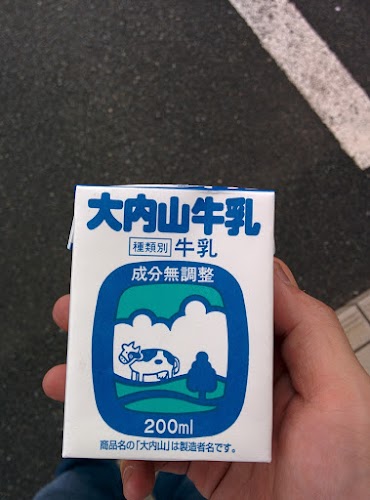 大内山牛乳
種類別 牛乳
成分無調整
200ml
商品名の「大内山」は製造者名です。